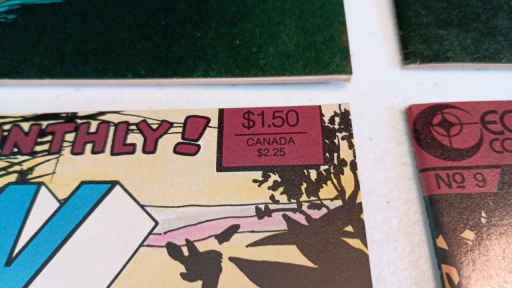 NTHLY!
$1.50
CANADA
$2.25
EC
CO
Nº 9